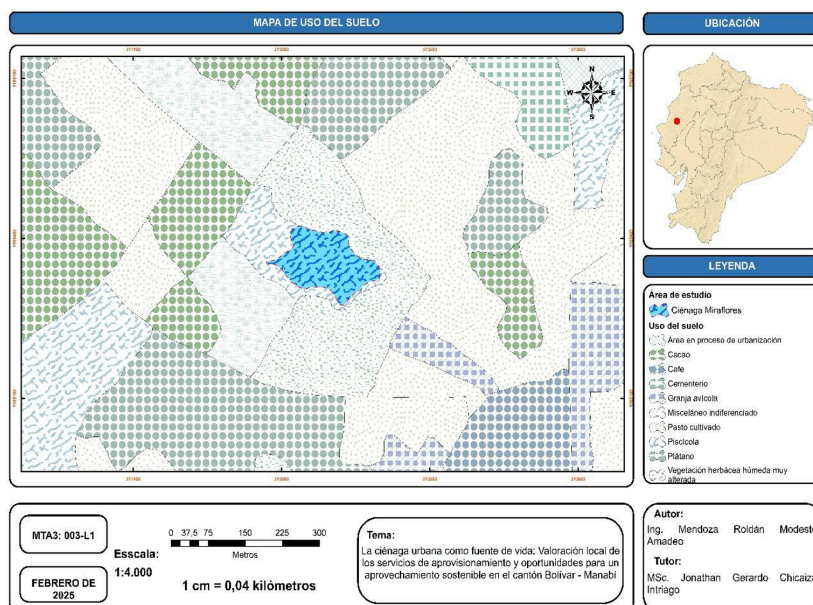 MAPA DE USO DEL SUELO
UBICACIÓN
N
W
E
S
LEYENDA
Área de estudio
Ciénaga Miraflores
Uso del suelo
Área en proceso de urbanización
Cacao
Cafe
Cementerio
Granja avícola
Misceláneo indiferenciado
Pasto cultivado
Piscícola
Plátano
Vegetación herbácea húmeda muy
alterada
MTA3: 003-L1
FEBRERO DE
2025
Esscala:
1:4.000
0 37,5 75 150 225 300
Metros
1 cm = 0,04 kilómetros
Tema:
La ciénaga urbana como fuente de vida: Valoración local de
los servicios de aprovisionamiento y oportunidades para un
aprovechamiento sostenible en el cantón Bolívar - Manabí
Autor:
Ing. Mendoza Roldán Modesto
Amadeo
Tutor:
MSc. Jonathan Gerardo Chicaiza
Intriago